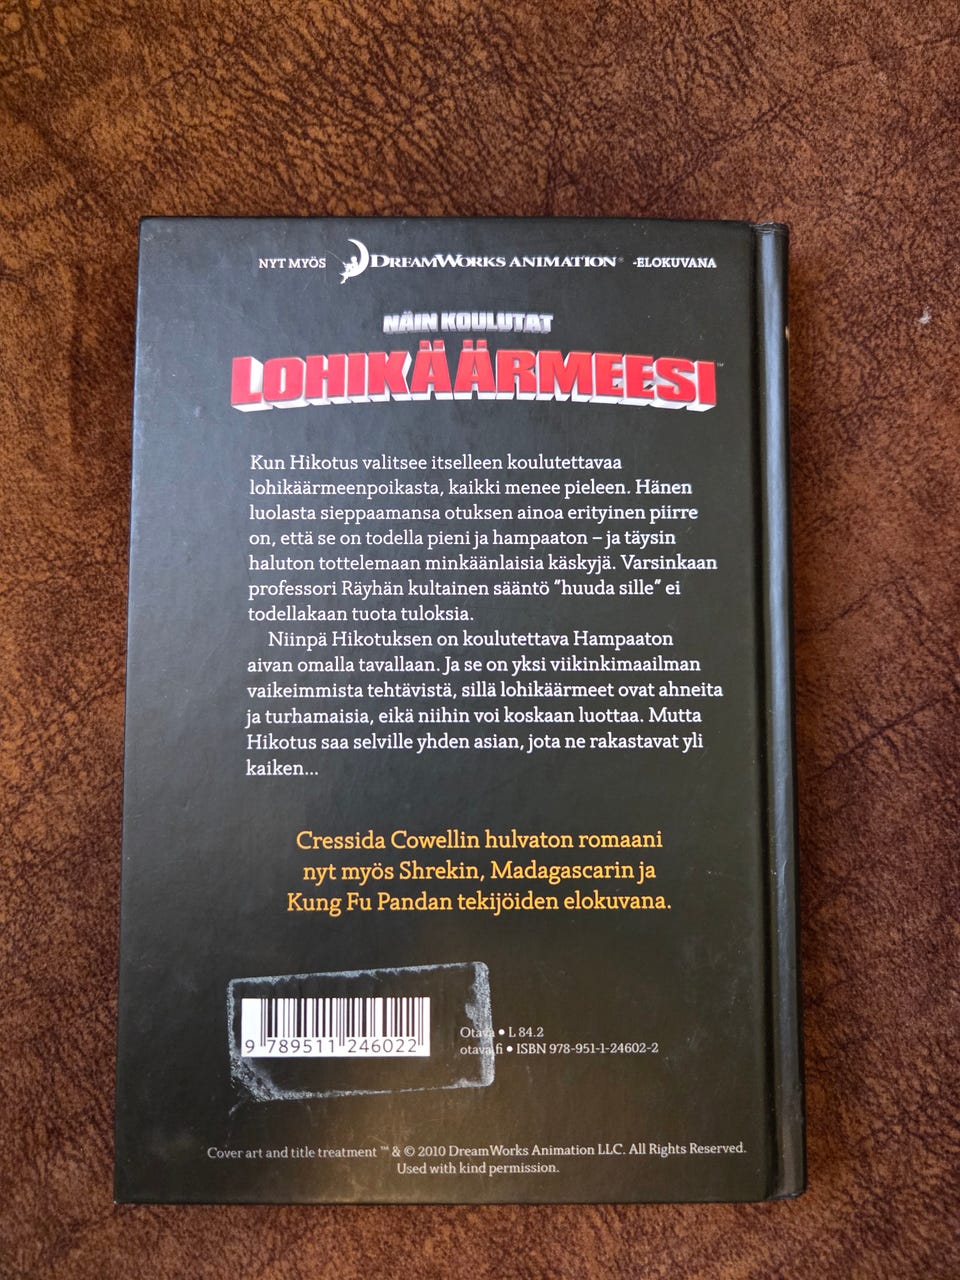 NYT MYÖS DREAMWORKS ANIMATION® -ELOKUVANA
NÄIN KOULUTAT
LOHIKÄÄRMEESI™
Kun Hikotus valitsee itselleen koulutettavaa
lohikäärmeenpoikasta, kaikki menee pieleen. Hänen
luolasta sieppaamansa otuksen ainoa erityinen piirre
on, että se on todella pieni ja hampaaton – ja täysin
haluton tottelemaan minkäänlaisia käskyjä. Varsinkaan
professori Räyhän kultainen sääntö ”huuda sille” ei
todellakaan tuota tuloksia.
Niinpä Hikotuksen on koulutettava Hampaaton
aivan omalla tavallaan. Ja se on yksi viikinkimaailman
vaikeimmista tehtävistä, sillä lohikäärmeet ovat ahneita
ja turhamaisia, eikä niihin voi koskaan luottaa. Mutta
Hikotus saa selville yhden asian, jota ne rakastavat yli
kaiken...
Cressida Cowellin hulvaton romaani
nyt myös Shrekin, Madagascarin ja
Kung Fu Pandan tekijöiden elokuvana.
9 789511 246022
Otava • L 84.2
otava.fi • ISBN 978-951-1-24602-2
Cover art and title treatment ™ & © 2010 DreamWorks Animation LLC. All Rights Reserved.
Used with kind permission.